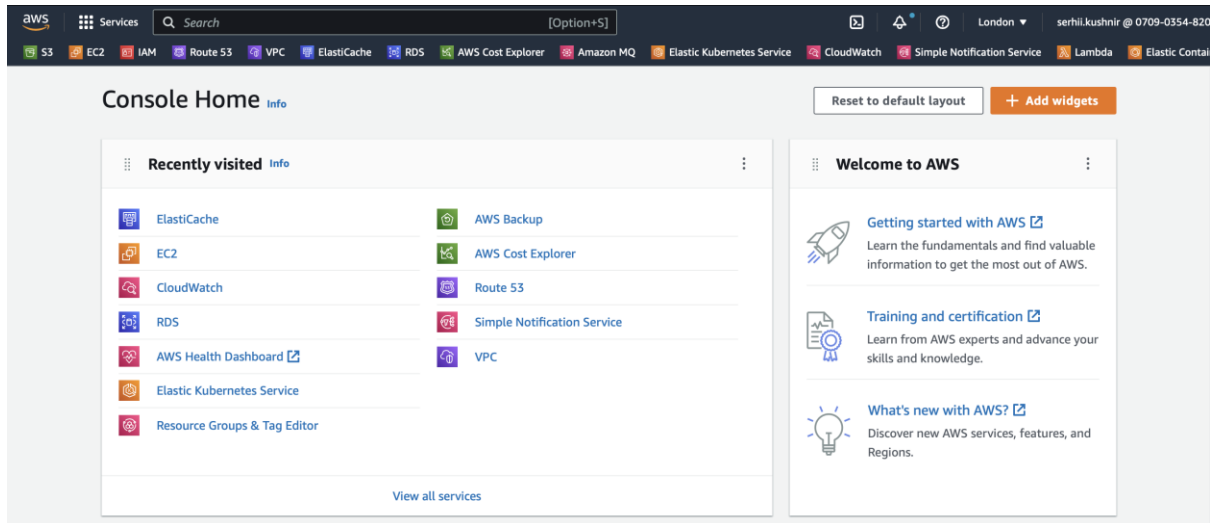 aws
Services
Search [Option+S]
London ▼
serhii.kushnir @ 0709-0354-820
S3 EC2 IAM Route 53 VPC ElastiCache RDS AWS Cost Explorer Amazon MQ Elastic Kubernetes Service CloudWatch Simple Notification Service Lambda Elastic Contai
Console Home Info
Reset to default layout
+ Add widgets
Recently visited Info
ElastiCache
EC2
CloudWatch
RDS
AWS Health Dashboard
Elastic Kubernetes Service
Resource Groups & Tag Editor
AWS Backup
AWS Cost Explorer
Route 53
Simple Notification Service
VPC
View all services
Welcome to AWS
Getting started with AWS
Learn the fundamentals and find valuable
information to get the most out of AWS.
Training and certification
Learn from AWS experts and advance your
skills and knowledge.
What's new with AWS?
Discover new AWS services, features, and
Regions.